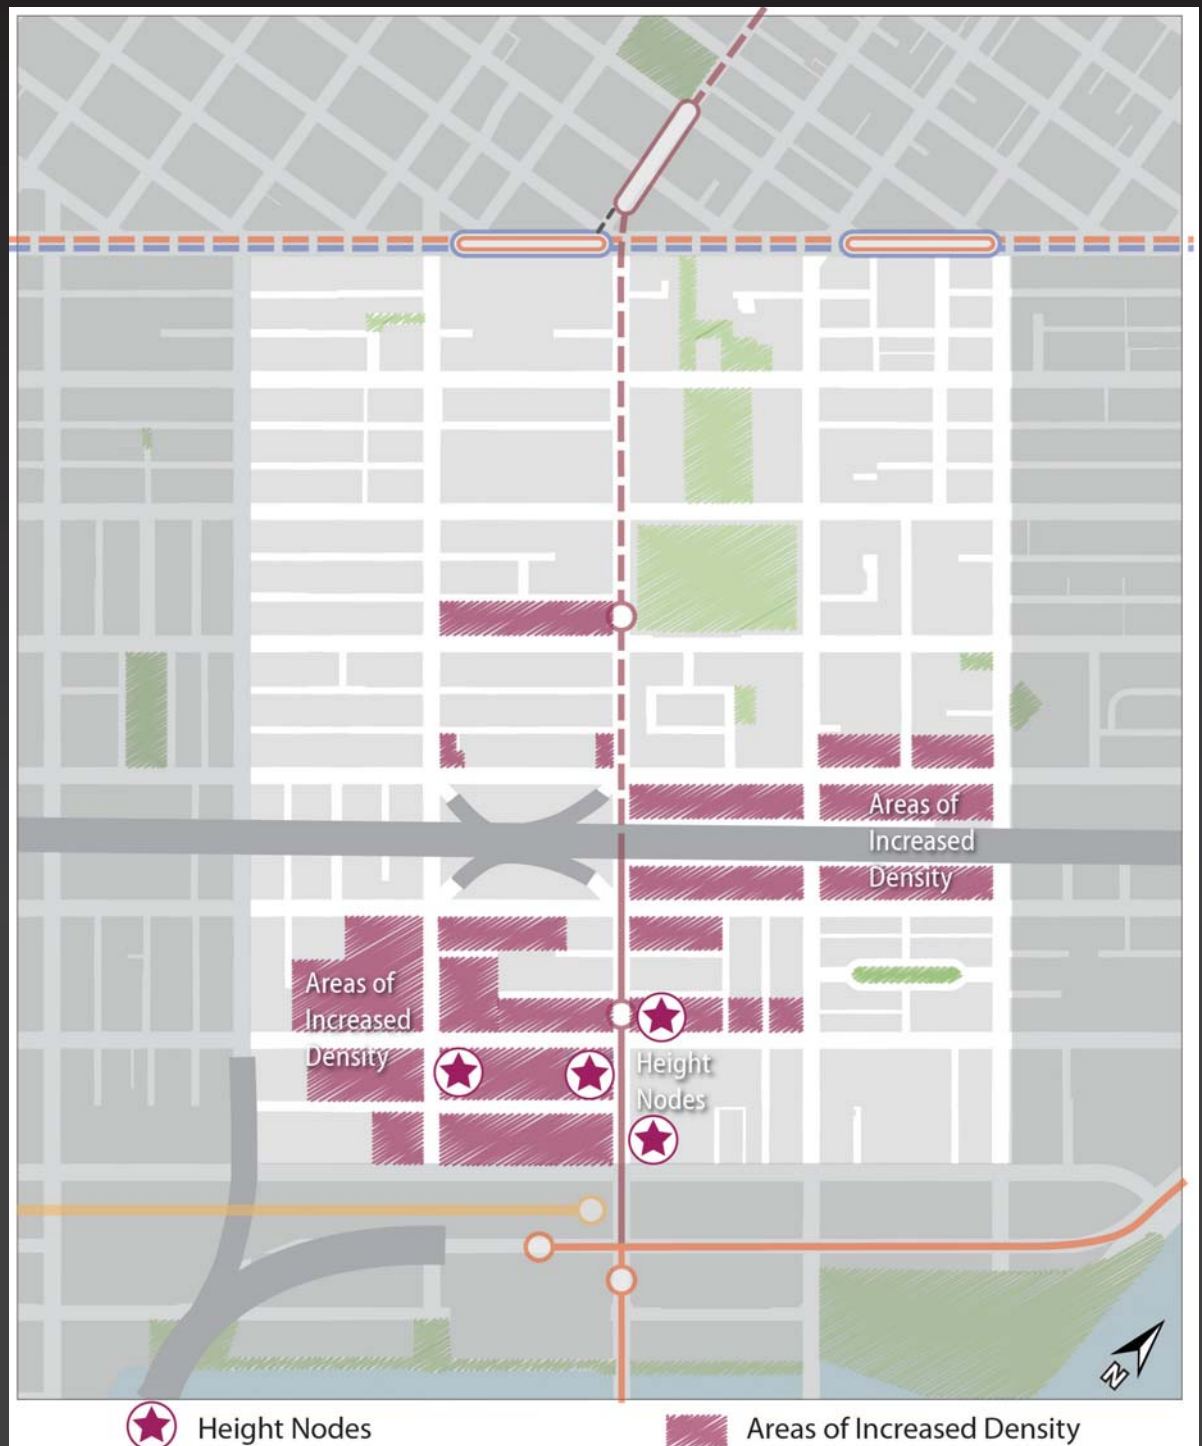 Areas of
Increased
Density
Areas of
Increased
Density
Height
Nodes
N
Height Nodes
Areas of Increased Density